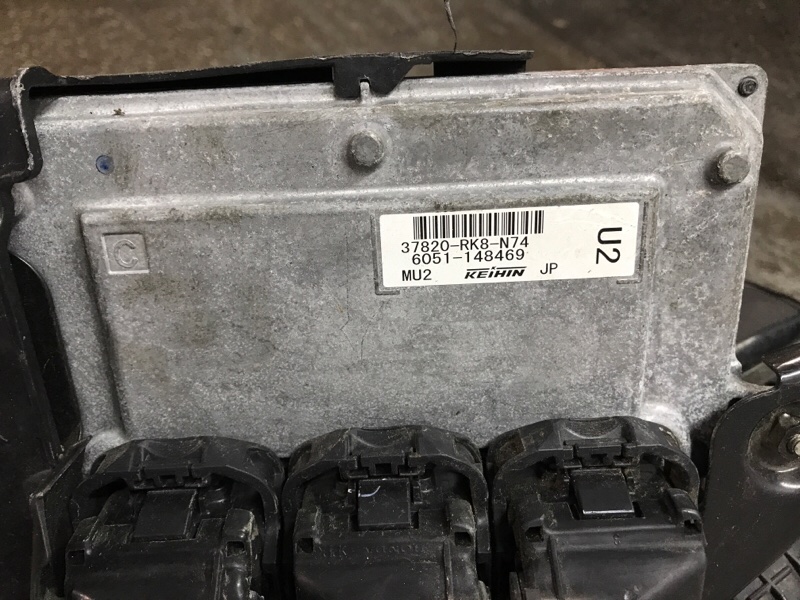 C
37820-RK8-N74
6051-148469
MU2 KEIHIN JP
U2